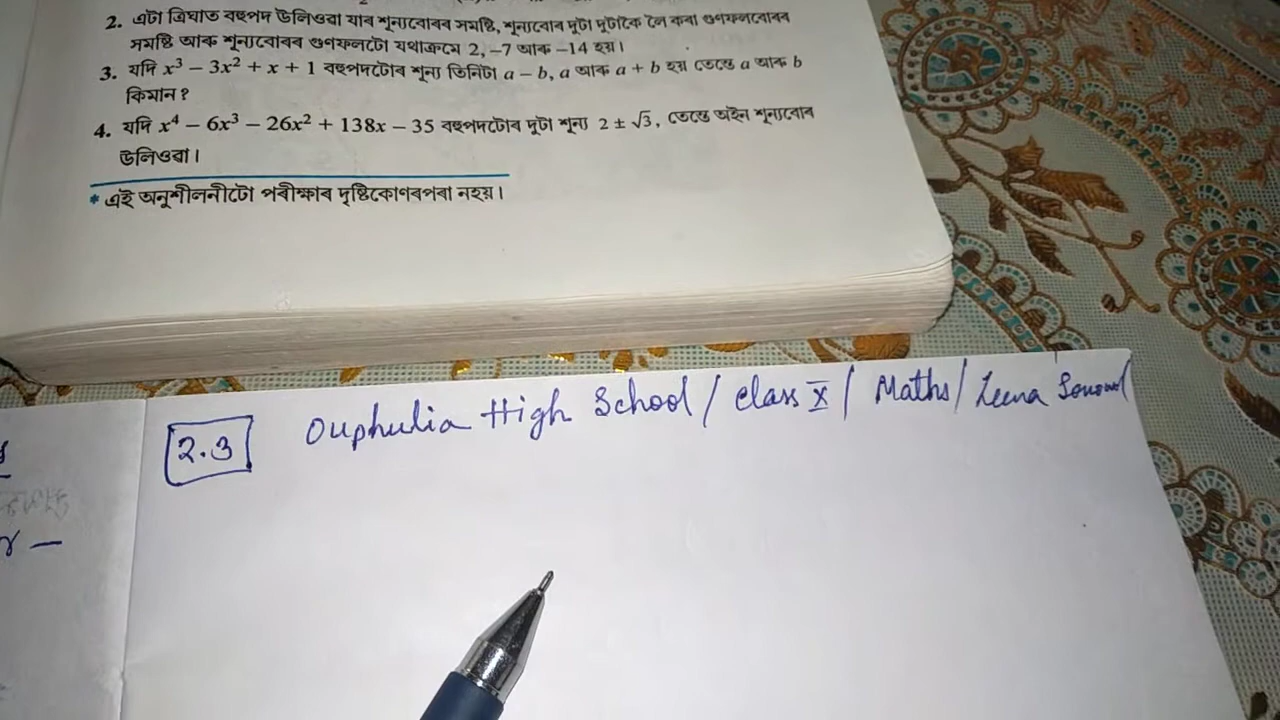 2. এটা ত্ৰিঘাত বহুপদ উলিওৱা যাৰ শূন্যবোৰৰ সমষ্টি, শূন্যবোৰ দুটা দুটাকৈ লৈ কৰা গুণফলবোৰৰ
সমষ্টি আৰু শূন্যবোৰৰ গুণফলটো যথাক্ৰমে 2, –7 আৰু –14 হয়।
3. যদি x³ – 3x² + x + 1 বহুপদটোৰ শূন্য তিনিটা a – b, a আৰু a + b হয় তেন্তে a আৰু b
কিমান ?
4. যদি x⁴ – 6x³ – 26x² + 138x – 35 বহুপদটোৰ দুটা শূন্য 2 ± √3, তেন্তে আইন শূন্যবোৰ
উলিওৱা।
* এই অনুশীলনীটো পৰীক্ষাৰ দৃষ্টিকোণৰপৰা নহয়।
2.3 Ouphulia High School / Class X / Maths / Leena Sonowal